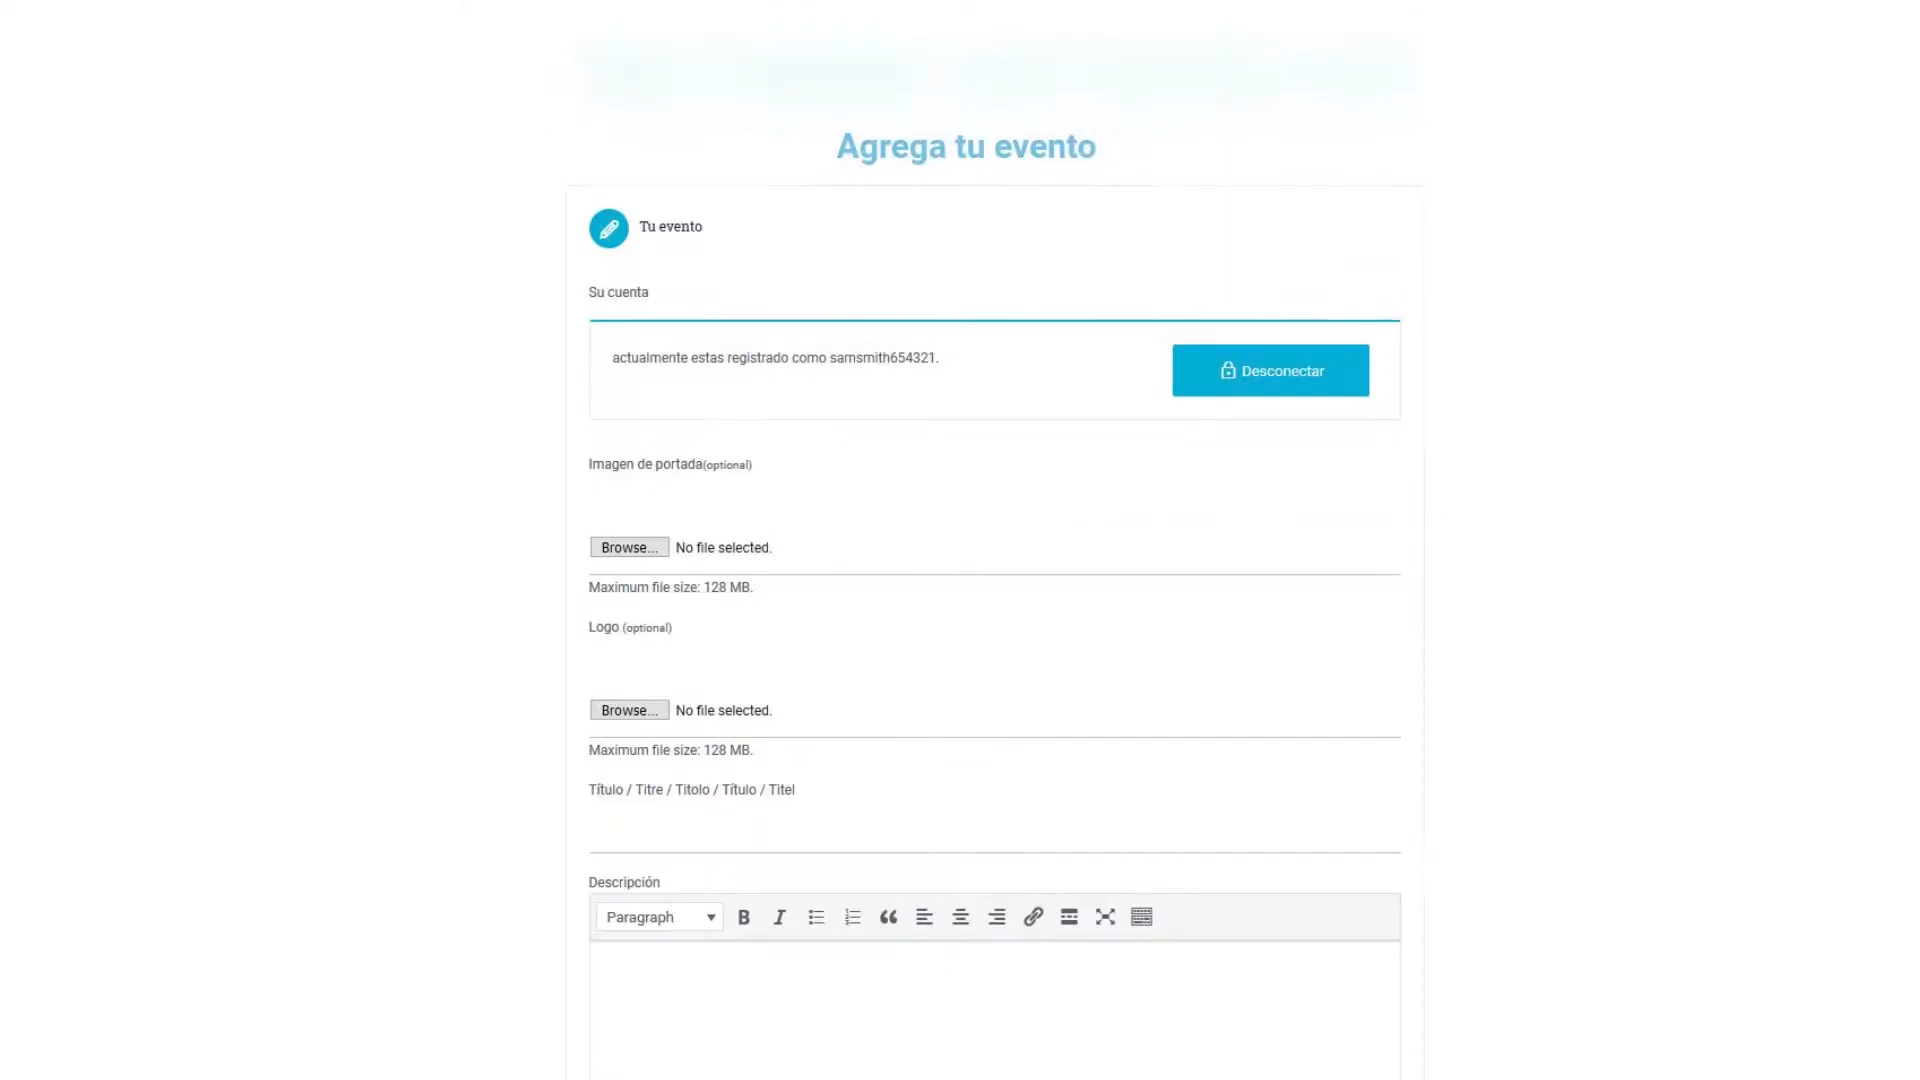 Agrega tu evento
Tu evento
Su cuenta
actualmente estas registrado como samsmith654321.
Desconectar
Imagen de portada(optional)
Browse... No file selected.
Maximum file size: 128 MB.
Logo (optional)
Browse... No file selected.
Maximum file size: 128 MB.
Título / Titre / Titolo / Título / Titel
Descripción
Paragraph